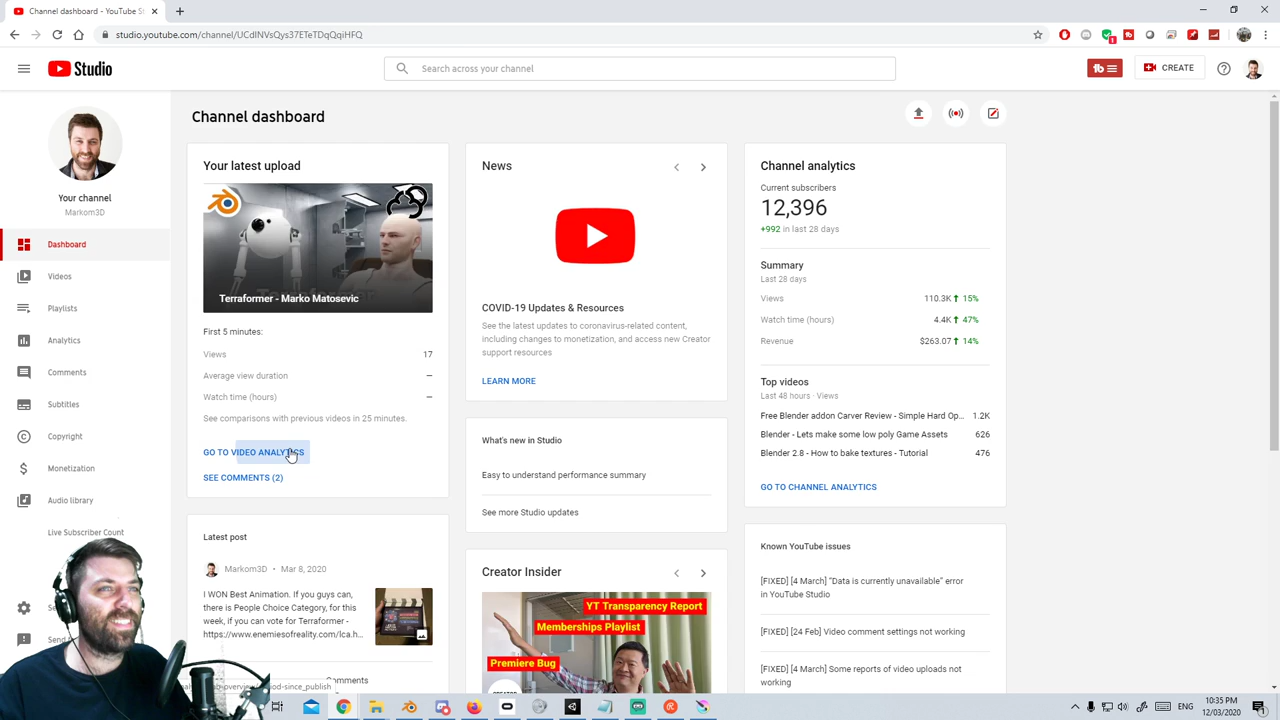 Channel dashboard - YouTube St
studio.youtube.com/channel/UCdlNVsQys37ETeTDqQqiHFQ
Studio
Search across your channel
CREATE
Your channel
Markom3D
Dashboard
Videos
Playlists
Analytics
Comments
Subtitles
Copyright
Monetization
Audio library
Live Subscriber Count
Channel dashboard
Your latest upload
Terraformer - Marko Matosevic
First 5 minutes:
Views 17
Average view duration –
Watch time (hours) –
See comparisons with previous videos in 25 minutes.
GO TO VIDEO ANALYTICS
SEE COMMENTS (2)
Latest post
Markom3D • Mar 8, 2020
I WON Best Animation. If you guys can,
there is People Choice Category, for this
week, if you can vote for Terraformer -
https://www.enemiesofreality.com/lca.h...
Comments
News
COVID-19 Updates & Resources
See the latest updates to coronavirus-related content,
including changes to monetization, and access new Creator
support resources
LEARN MORE
What's new in Studio
Easy to understand performance summary
See more Studio updates
Creator Insider
YT Transparency Report
Memberships Playlist
Premiere Bug
Channel analytics
Current subscribers
12,396
+992 in last 28 days
Summary
Last 28 days
Views 110.3K 15%
Watch time (hours) 4.4K 47%
Revenue $263.07 14%
Top videos
Last 48 hours · Views
Free Blender addon Carver Review - Simple Hard Op... 1.2K
Blender - Lets make some low poly Game Assets 626
Blender 2.8 - How to bake textures - Tutorial 476
GO TO CHANNEL ANALYTICS
Known YouTube issues
[FIXED] [4 March] "Data is currently unavailable" error
in YouTube Studio
[FIXED] [24 Feb] Video comment settings not working
[FIXED] [4 March] Some reports of video uploads not
working
ENG
10:35 PM
12/03/2020